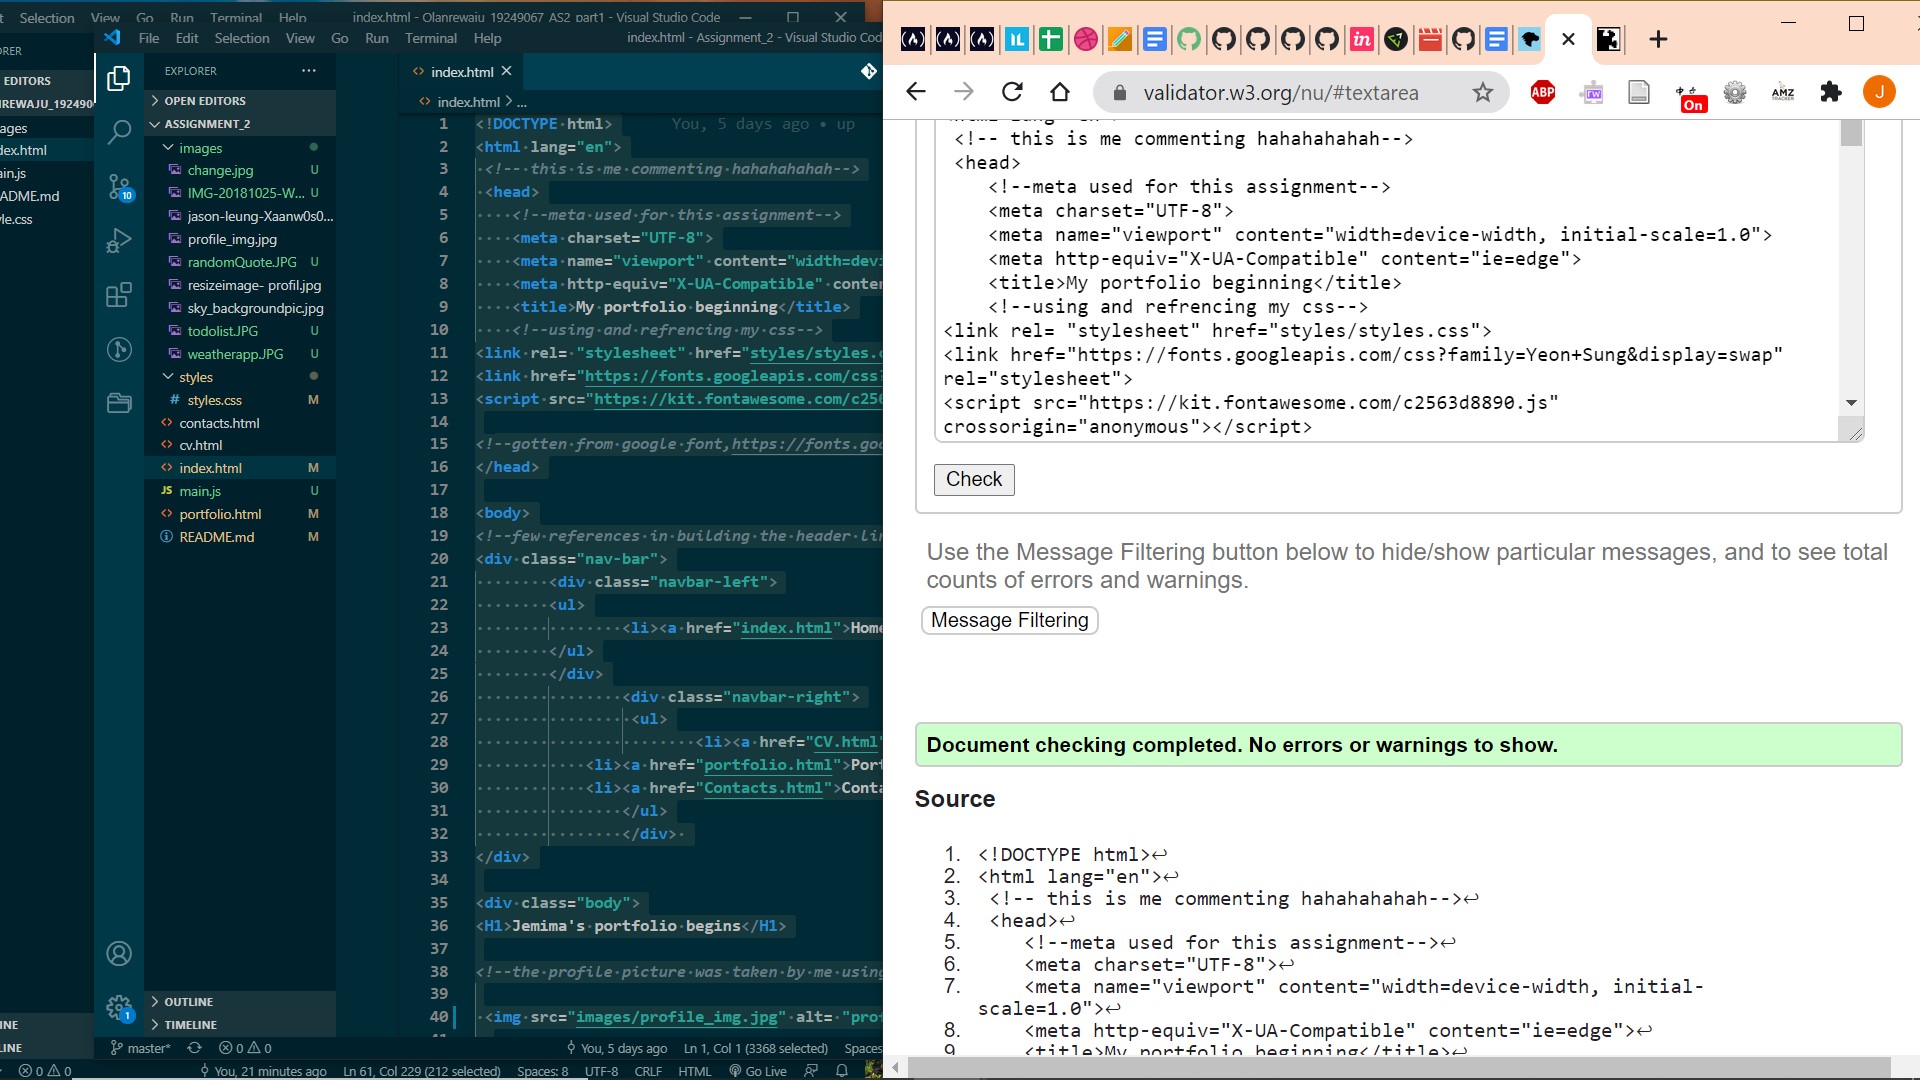 Selection View Go Run Terminal Help index.html - Olanrewaju_19249067_AS2_part1 - Visual Studio Code
File Edit Selection View Go Run Terminal Help index.html - Assignment_2 - Visual Studio Cod
EDITORS
ages
dex.html
ain.js
ADME.md
le.css
EXPLORER
OPEN EDITORS
ASSIGNMENT_2
images
change.jpg U
IMG-20181025-W... U
jason-leung-Xaanw0s0...
profile_img.jpg
randomQuote.JPG U
resizeimage- profil.jpg
sky_backgroundpic.jpg
todolist.JPG U
weatherapp.JPG U
styles
# styles.css M
contacts.html
cv.html
index.html M
JS main.js U
portfolio.html M
README.md M
OUTLINE
TIMELINE
10
1
index.html
index.html > ...
1 <!DOCTYPE html> You, 5 days ago • up
2 <html lang="en">
3 <!-- this is me commenting hahahahahah-->
4 <head>
5 <!--meta used for this assignment-->
6 <meta charset="UTF-8">
7 <meta name="viewport" content="width=devi
8 <meta http-equiv="X-UA-Compatible" conten
9 <title>My portfolio beginning</title>
10 <!--using and refrencing my css-->
11 <link rel= "stylesheet" href="styles/styles.c
12 <link href="https://fonts.googleapis.com/css?
13 <script src="https://kit.fontawesome.com/c256
14
15 <!--gotten from google font,https://fonts.goo
16 </head>
17
18 <body>
19 <!--few references in building the header lin
20 <div class="nav-bar">
21 <div class="navbar-left">
22 <ul>
23 <li><a href="index.html">Home
24 </ul>
25 </div>
26 <div class="navbar-right">
27 <ul>
28 <li><a href="CV.html"
29 <li><a href="portfolio.html">Port
30 <li><a href="Contacts.html">Conta
31 </ul>
32 </div>
33 </div>
34
35 <div class="body">
36 <H1>Jemima's portfolio begins</H1>
37
38 <!--the profile picture was taken by me using
39
40 <img src="images/profile_img.jpg" alt= "pro
master* 0 0 You, 5 days ago Ln 1, Col 1 (3368 selected) Spaces
0 0 You, 21 minutes ago Ln 61, Col 229 (212 selected) Spaces: 8 UTF-8 CRLF HTML Go Live
validator.w3.org/nu/#textarea
ABP
On
AMZ
J
<!-- this is me commenting hahahahahah-->
<head>
<!--meta used for this assignment-->
<meta charset="UTF-8">
<meta name="viewport" content="width=device-width, initial-scale=1.0">
<meta http-equiv="X-UA-Compatible" content="ie=edge">
<title>My portfolio beginning</title>
<!--using and refrencing my css-->
<link rel= "stylesheet" href="styles/styles.css">
<link href="https://fonts.googleapis.com/css?family=Yeon+Sung&display=swap"
rel="stylesheet">
<script src="https://kit.fontawesome.com/c2563d8890.js"
crossorigin="anonymous"></script>
Check
Use the Message Filtering button below to hide/show particular messages, and to see total
counts of errors and warnings.
Message Filtering
Document checking completed. No errors or warnings to show.
Source
1. <!DOCTYPE html>↩
2. <html lang="en">↩
3. <!-- this is me commenting hahahahahah-->↩
4. <head>↩
5. <!--meta used for this assignment-->↩
6. <meta charset="UTF-8">↩
7. <meta name="viewport" content="width=device-width, initial-
scale=1.0">↩
8. <meta http-equiv="X-UA-Compatible" content="ie=edge">↩
9. <title>My portfolio beginning</title>↩